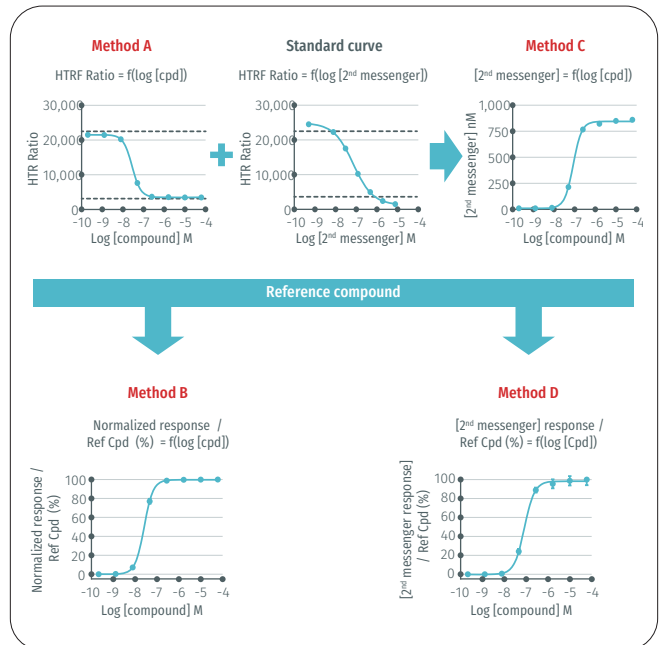 Method A
HTRF Ratio = f(log [cpd])
30,000
20,000
10,000
0
HTR Ratio
-10 -9 -8 -7 -6 -5 -4
Log [compound] M
Standard curve
HTRF Ratio = f(log [2nd messenger])
30,000
20,000
10,000
0
HTR Ratio
-10 -9 -8 -7 -6 -5 -4
Log [2nd messenger] M
Method C
[2nd messenger] = f(log [cpd])
1,000
750
500
250
0
[2nd messenger] nM
-10 -9 -8 -7 -6 -5 -4
Log [compound] M
Reference compound
Method B
Normalized response /
Ref Cpd (%) = f(log [cpd])
100
80
60
40
20
0
Normalized response /
Ref Cpd (%)
-10 -9 -8 -7 -6 -5 -4
Log [compound] M
Method D
[2nd messenger] response /
Ref Cpd (%) = f(log [Cpd])
100
80
60
40
20
0
[2nd messenger response]
/ Ref Cpd (%)
-10 -9 -8 -7 -6 -5 -4
Log [compound] M